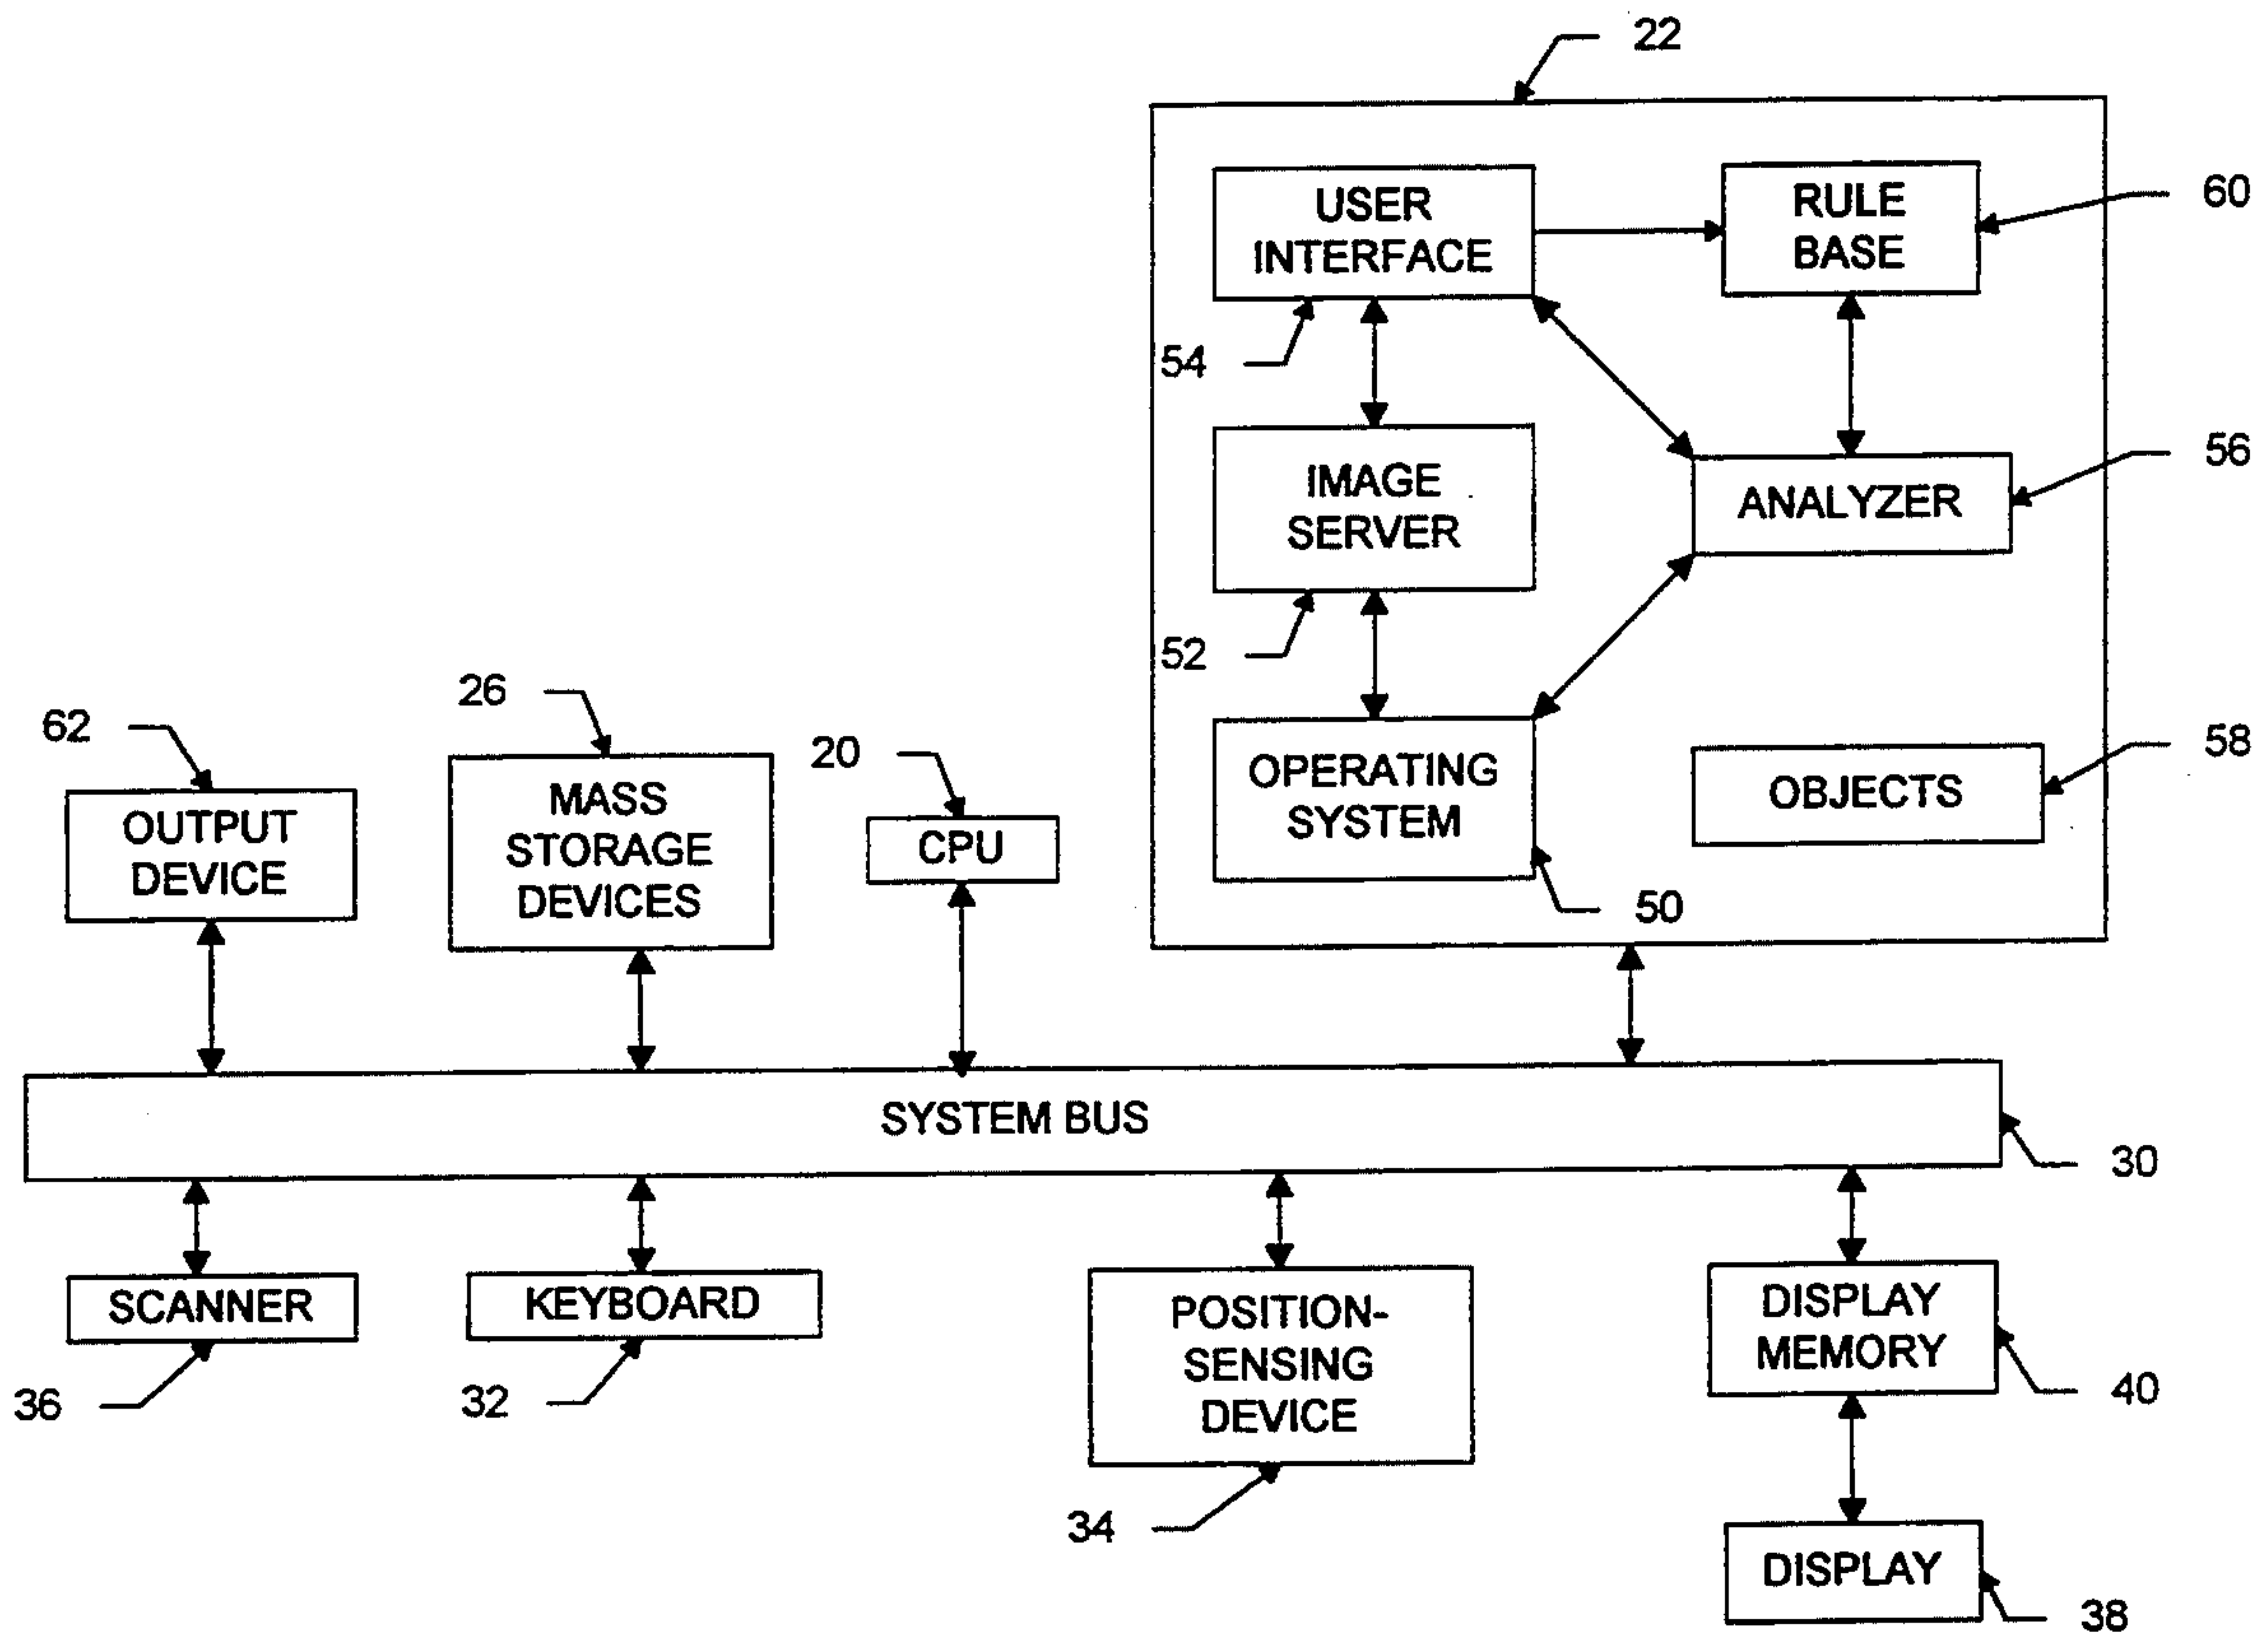 22
USER
INTERFACE
RULE
BASE
60
54
IMAGE
SERVER
ANALYZER
56
52
OPERATING
SYSTEM
OBJECTS
58
50
62
OUTPUT
DEVICE
26
MASS
STORAGE
DEVICES
20
CPU
SYSTEM BUS
30
SCANNER
36
KEYBOARD
32
POSITION-
SENSING
DEVICE
34
DISPLAY
MEMORY
40
DISPLAY
38